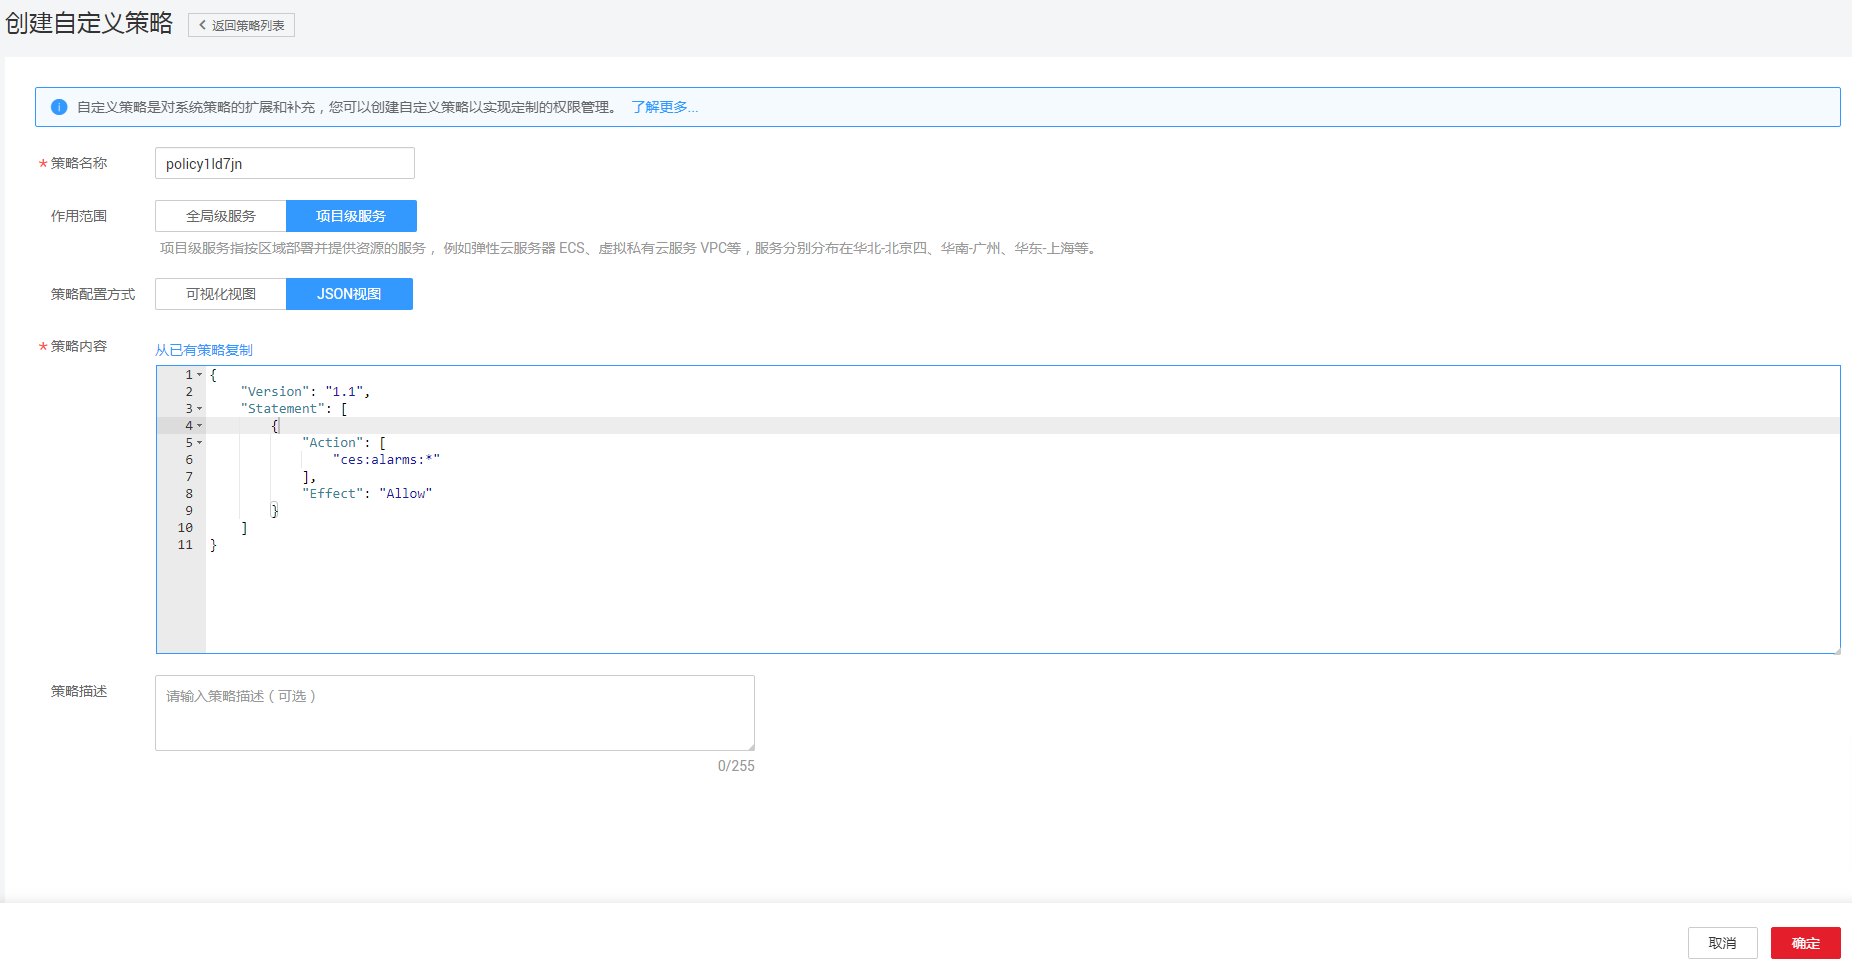 创建自定义策略
返回策略列表
自定义策略是对系统策略的扩展和补充，您可以创建自定义策略以实现定制的权限管理。 了解更多...
* 策略名称 policy1ld7jn
作用范围 全局级服务 项目级服务
项目级服务指按区域部署并提供资源的服务， 例如弹性云服务器 ECS、虚拟私有云服务 VPC等，服务分别分布在华北-北京四、华南-广州、华东-上海等。
策略配置方式 可视化视图 JSON视图
* 策略内容 从已有策略复制
1 {
2     "Version": "1.1",
3     "Statement": [
4         {
5             "Action": [
6                 "ces:alarms:*"
7             ],
8             "Effect": "Allow"
9         }
10     ]
11 }
策略描述 请输入策略描述（可选）
0/255
取消 确定